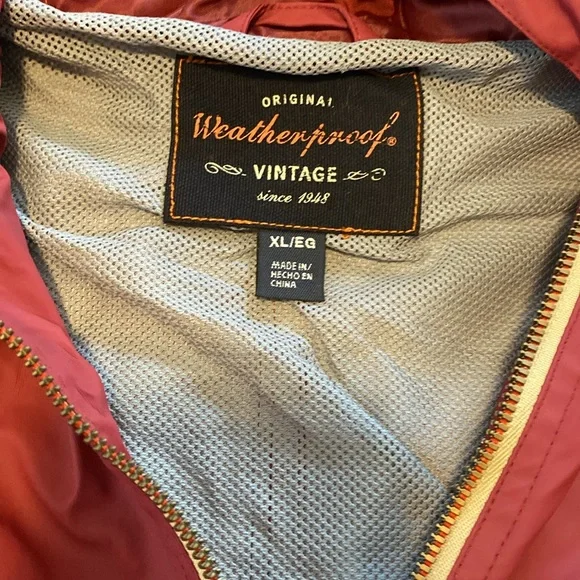 ORIGINAL
Weatherproof®
VINTAGE
since 1948
XL/EG
MADE IN/
HECHO EN
CHINA